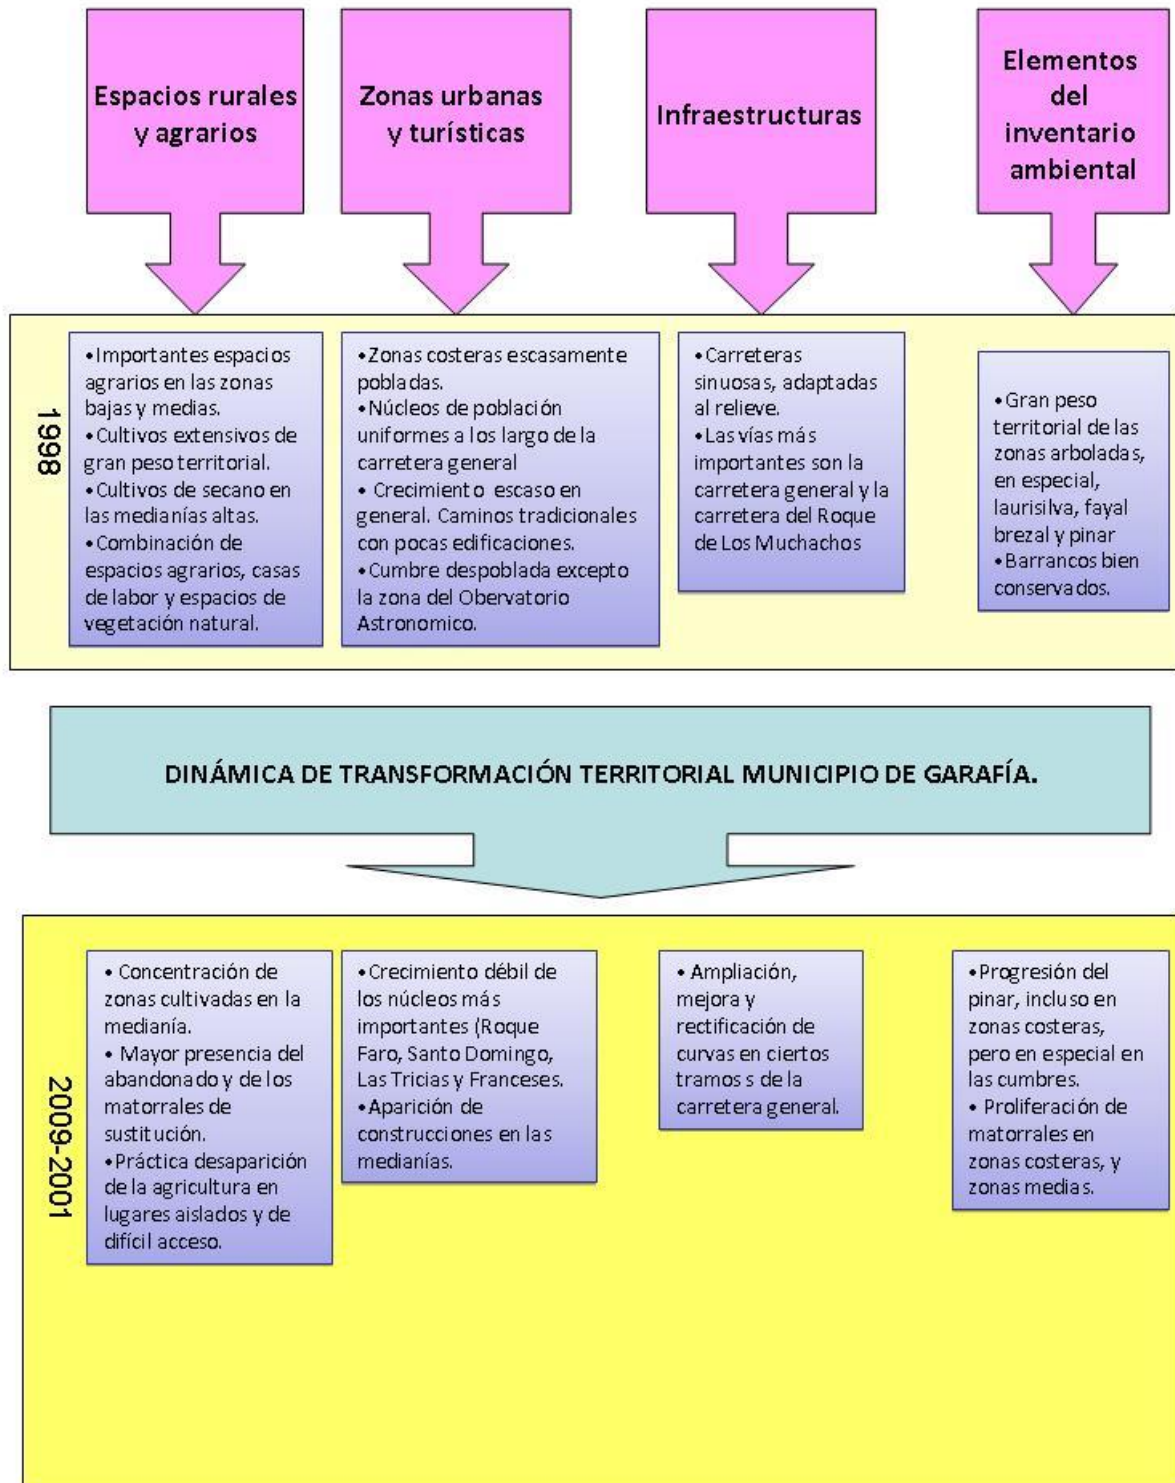 Espacios rurales
y agrarios
Zonas urbanas
y turísticas
Infraestructuras
Elementos
del
inventario
ambiental
1998
•Importantes espacios
agrarios en las zonas
bajas y medias.
•Cultivos extensivos de
gran peso territorial.
•Cultivos de secano en
las medianías altas.
•Combinación de
espacios agrarios, casas
de labor y espacios de
vegetación natural.
•Zonas costeras escasamente
pobladas.
•Núcleos de población
uniformes a los largo de la
carretera general
• Crecimiento escaso en
general. Caminos tradicionales
con pocas edificaciones.
•Cumbre despoblada excepto
la zona del Obervatorio
Astronomico.
•Carreteras
sinuosas, adaptadas
al relieve.
•Las vías más
importantes son la
carretera general y la
carretera del Roque
de Los Muchachos
•Gran peso
territorial de las
zonas arboladas,
en especial,
laurisilva, fayal
brezal y pinar
•Barrancos bien
conservados.
DINÁMICA DE TRANSFORMACIÓN TERRITORIAL MUNICIPIO DE GARAFÍA.
2009-2001
• Concentración de
zonas cultivadas en la
medianía.
• Mayor presencia del
abandonado y de los
matorrales de
sustitución.
•Práctica desaparición
de la agricultura en
lugares aislados y de
difícil acceso.
•Crecimiento débil de
los núcleos más
importantes (Roque
Faro, Santo Domingo,
Las Tricias y Franceses.
•Aparición de
construcciones en las
medianías.
• Ampliación,
mejora y
rectificación de
curvas en ciertos
tramos s de la
carretera general.
•Progresión del
pinar, incluso en
zonas costeras,
pero en especial en
las cumbres.
• Proliferación de
matorrales en
zonas costeras, y
zonas medias.